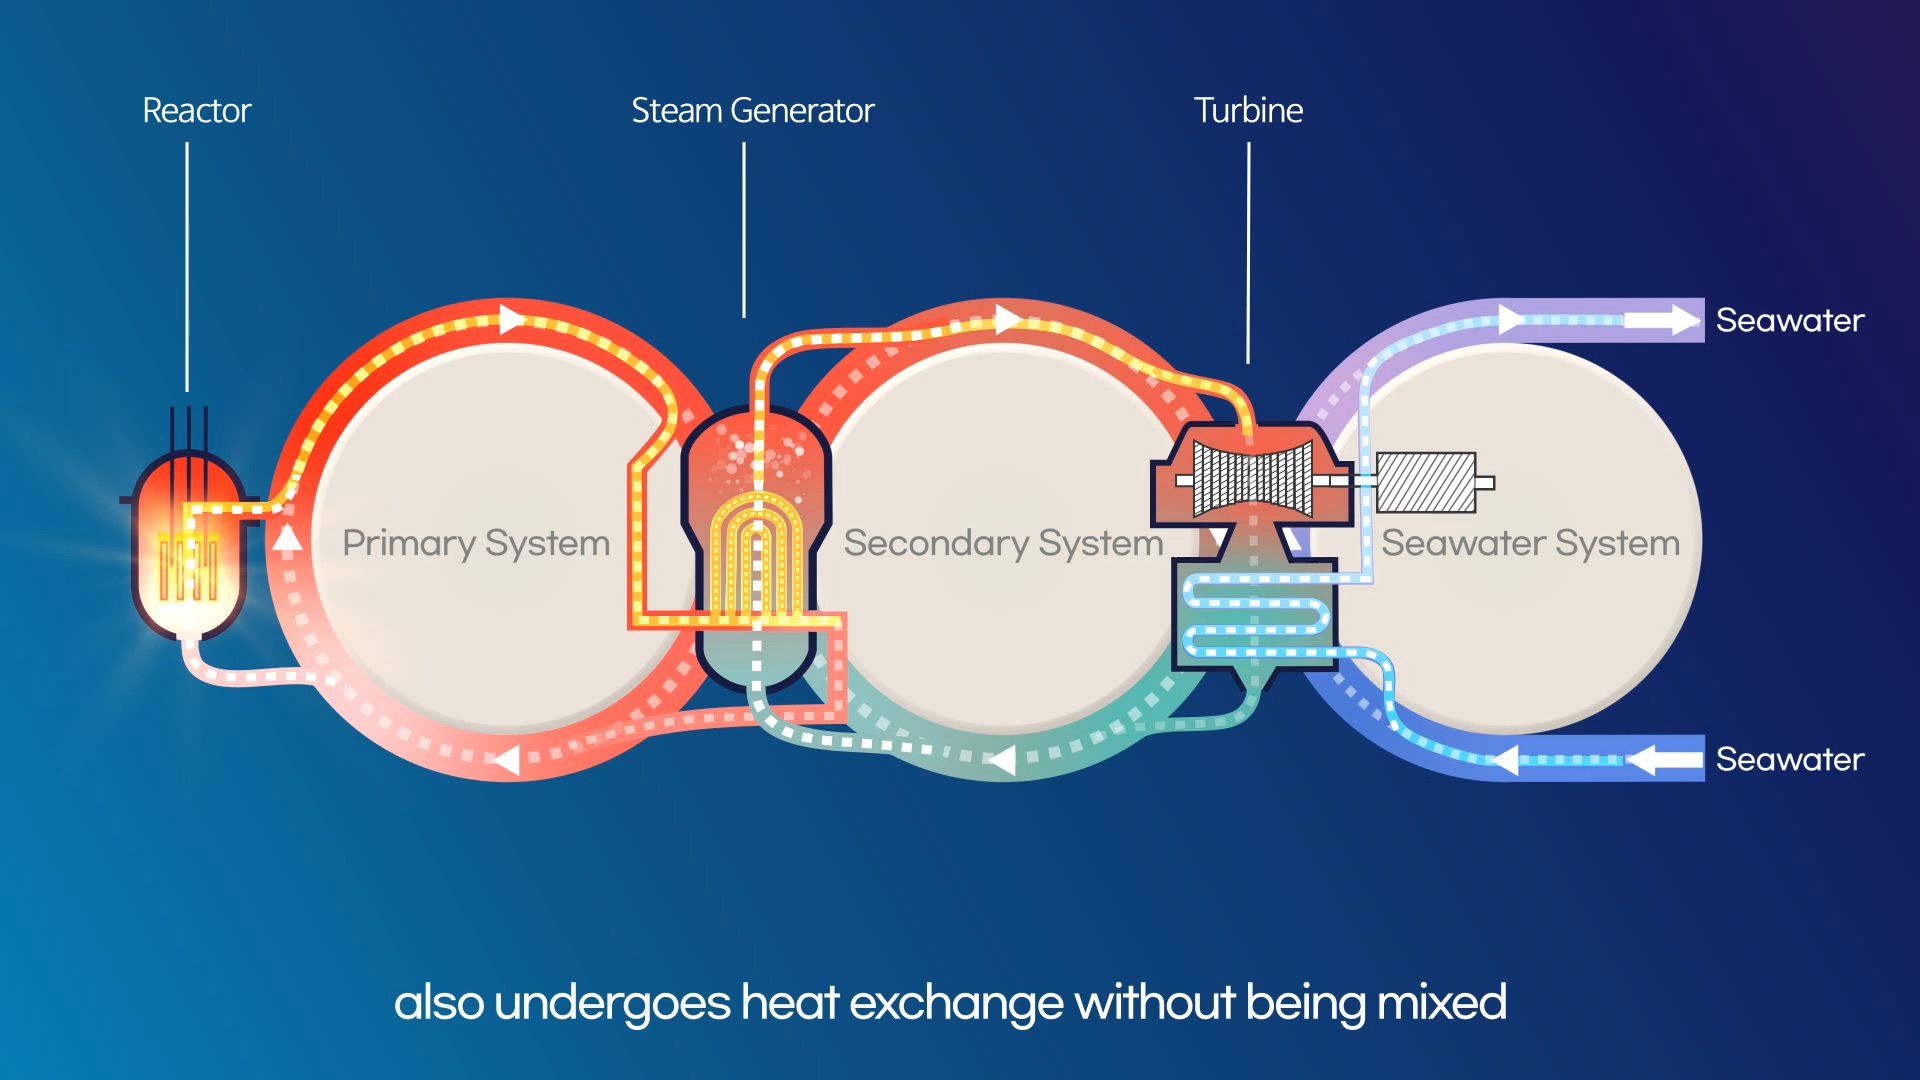 Reactor
Steam Generator
Turbine
Seawater
Primary System
Secondary System
Seawater System
Seawater
also undergoes heat exchange without being mixed